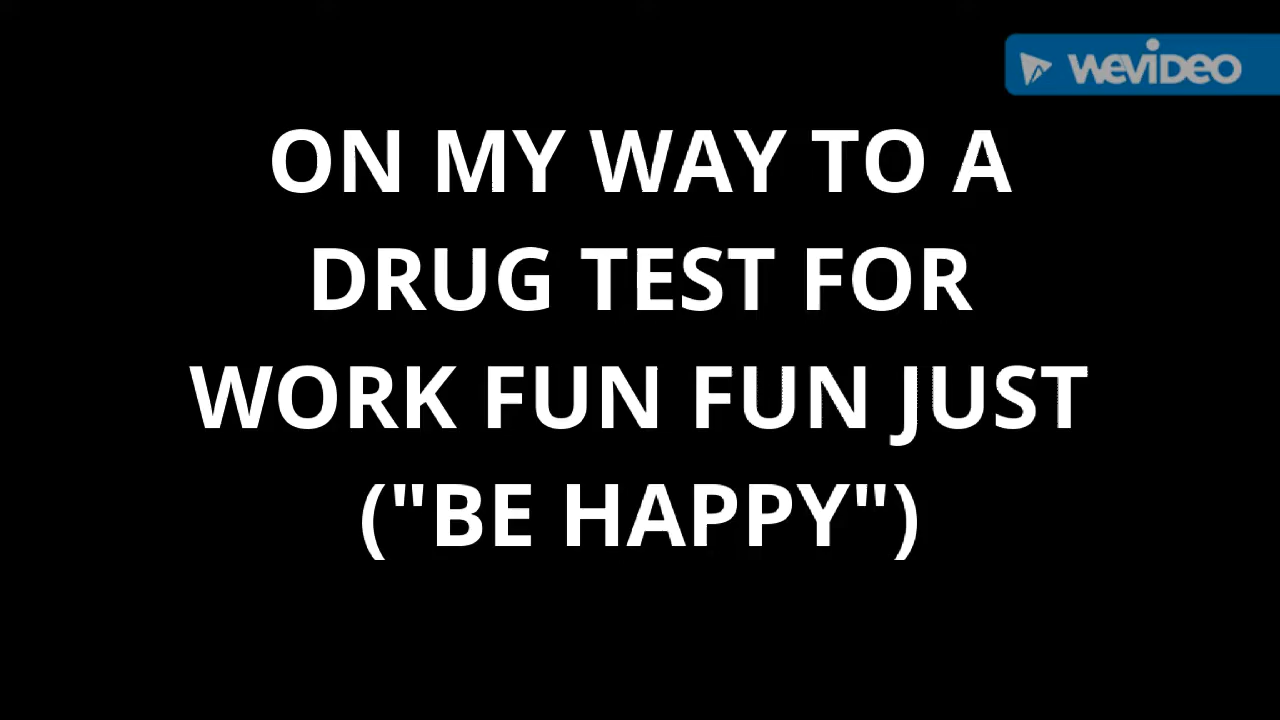 WEVIDEO
ON MY WAY TO A
DRUG TEST FOR
WORK FUN FUN JUST
("BE HAPPY")